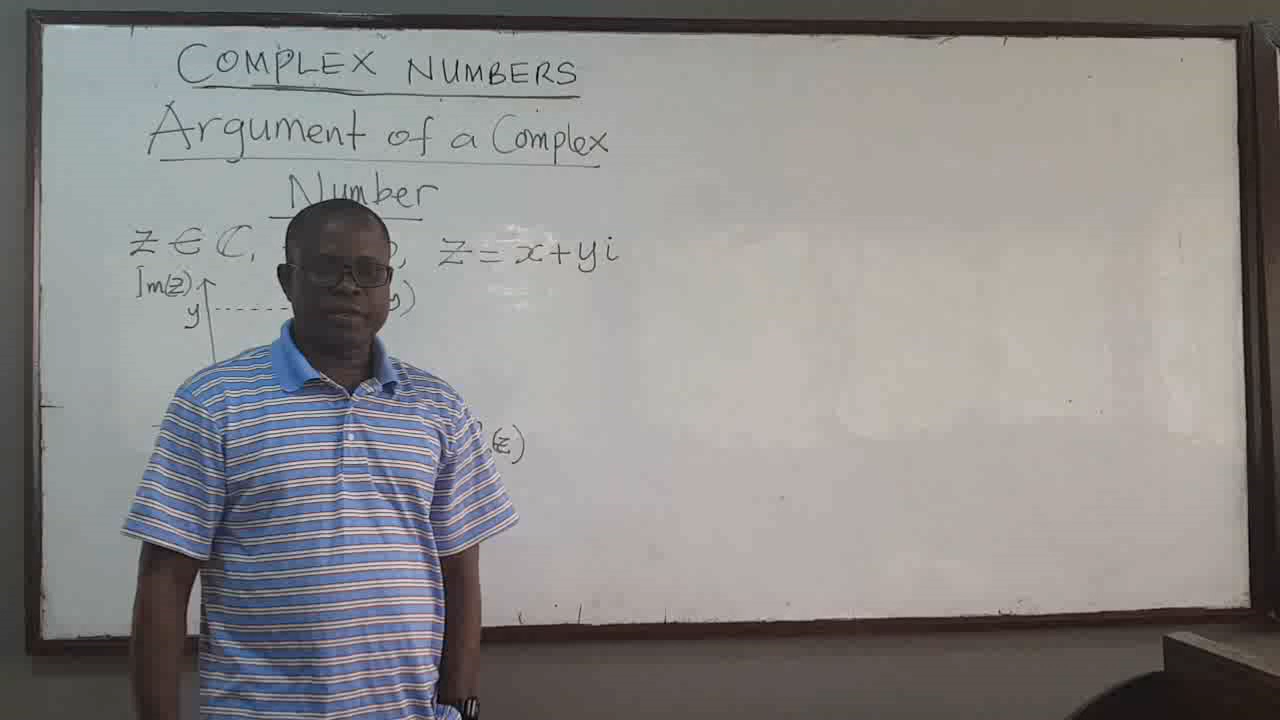 COMPLEX NUMBERS
Argument of a Complex
Number
z ∈ ℂ, z = x + yi
Im(z)
y
y)
(z)